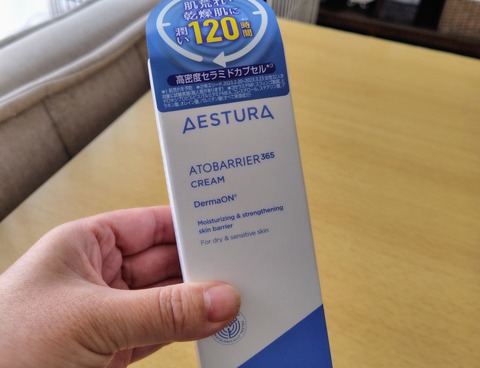 肌荒れ
乾燥肌に
潤い120時間
高密度セラミドカプセル
AESTURA
ATOBARRIER365
CREAM
DermaON®
Moisturizing & strengthening
skin barrier
For dry & sensitive skin